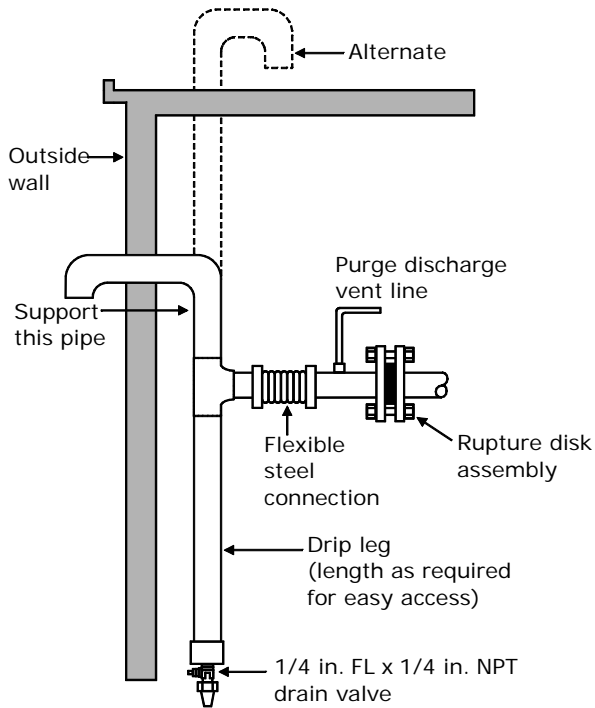 Alternate
Outside
wall
Purge discharge
vent line
Support
this pipe
Flexible
steel
connection
Rupture disk
assembly
Drip leg
(length as required
for easy access)
1/4 in. FL x 1/4 in. NPT
drain valve